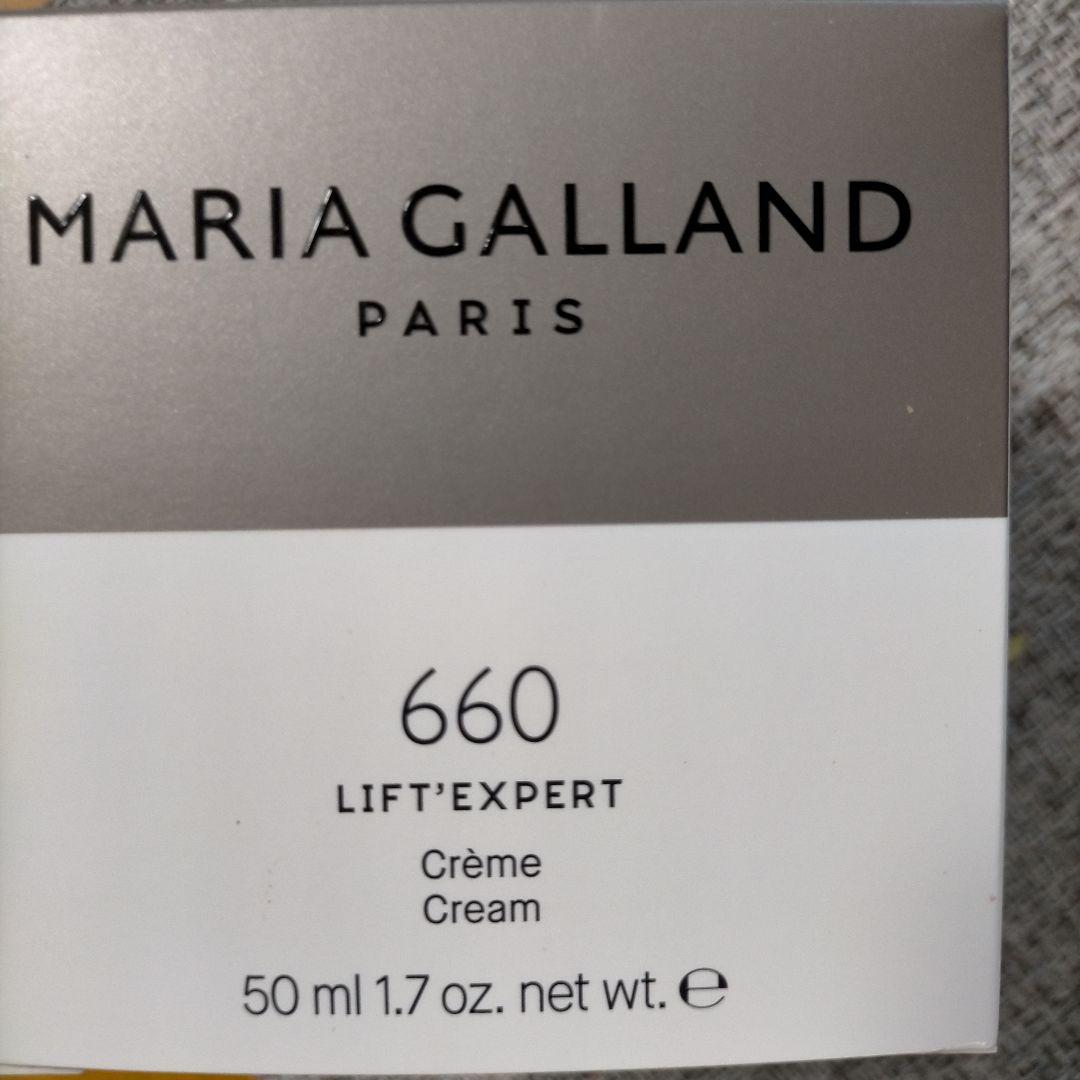 MARIA GALLAND
PARIS
660
LIFT'EXPERT
Crème
Cream
50 ml 1.7 oz. net wt. ℮